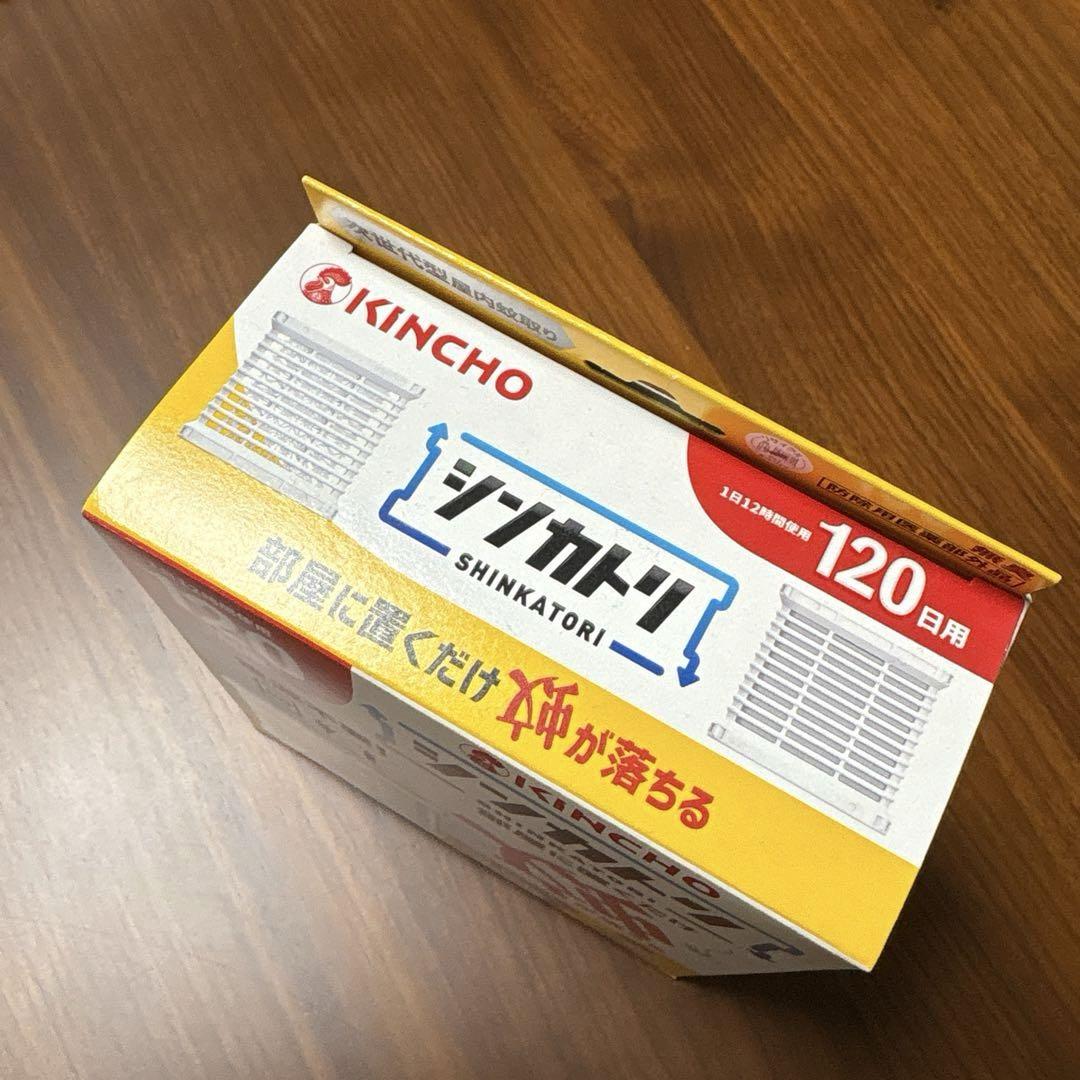 次世代型屋内蚊取り
防除用医薬部外品
KINCHO
1日12時間使用
120日用
シンカトリ
SHINKATORI
部屋に置くだけ
蚊が落ちる
KINCHO